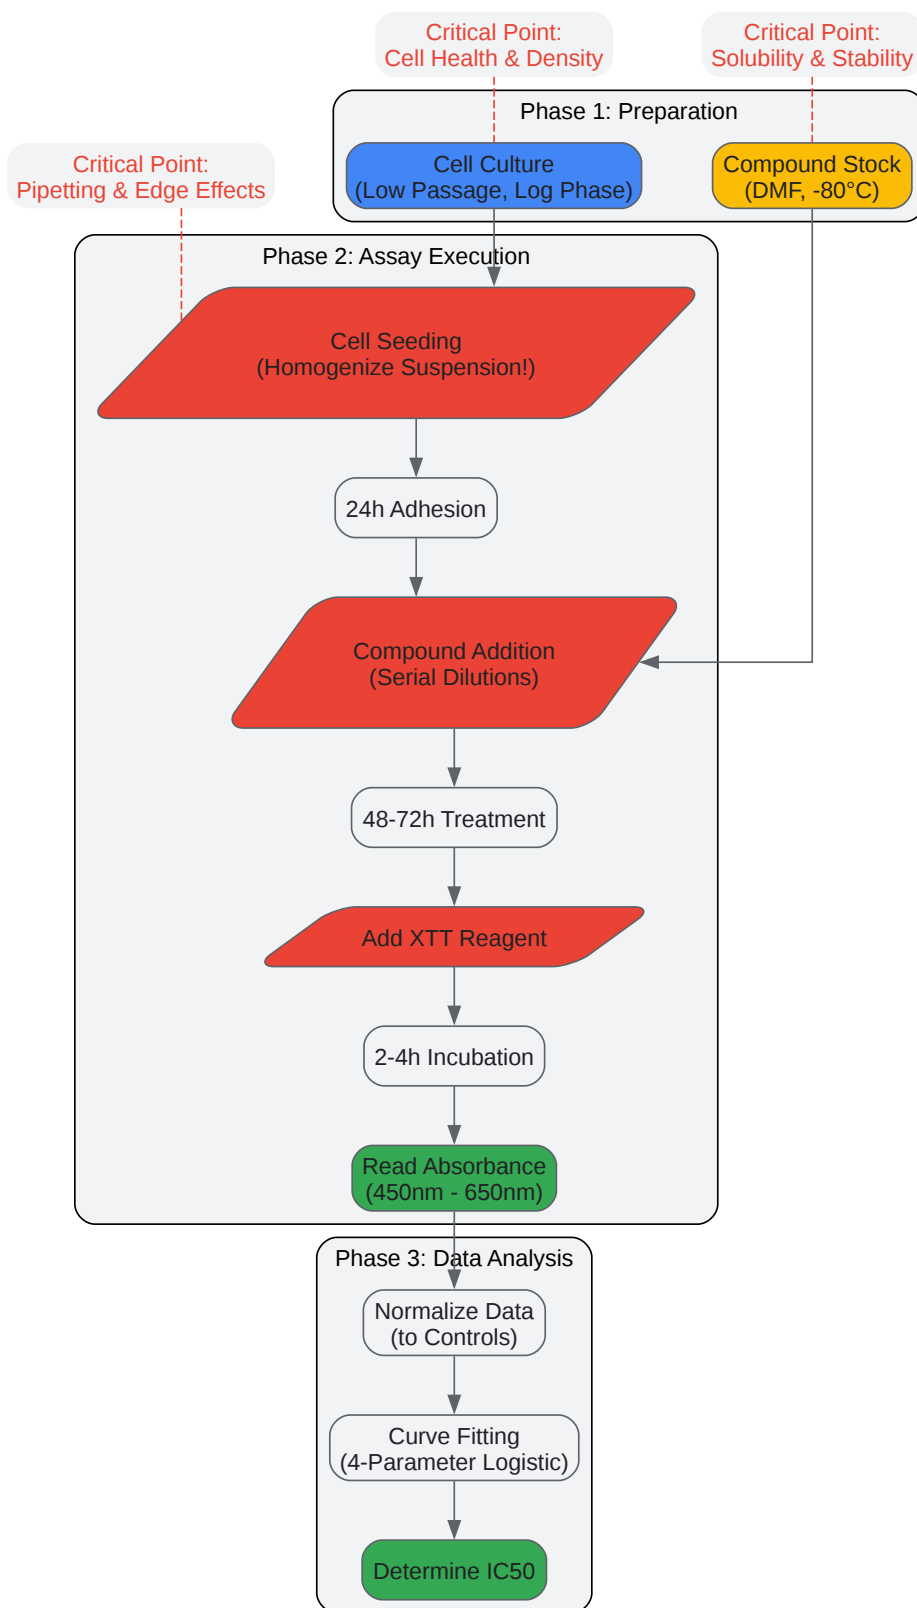 Critical Point:
Cell Health & Density
Critical Point:
Solubility & Stability
Phase 1: Preparation
Critical Point:
Pipetting & Edge Effects
Cell Culture
(Low Passage, Log Phase)
Compound Stock
(DMF, -80°C)
Phase 2: Assay Execution
Cell Seeding
(Homogenize Suspension!)
24h Adhesion
Compound Addition
(Serial Dilutions)
48-72h Treatment
Add XTT Reagent
2-4h Incubation
Read Absorbance
(450nm - 650nm)
Phase 3: Data Analysis
Normalize Data
(to Controls)
Curve Fitting
(4-Parameter Logistic)
Determine IC50